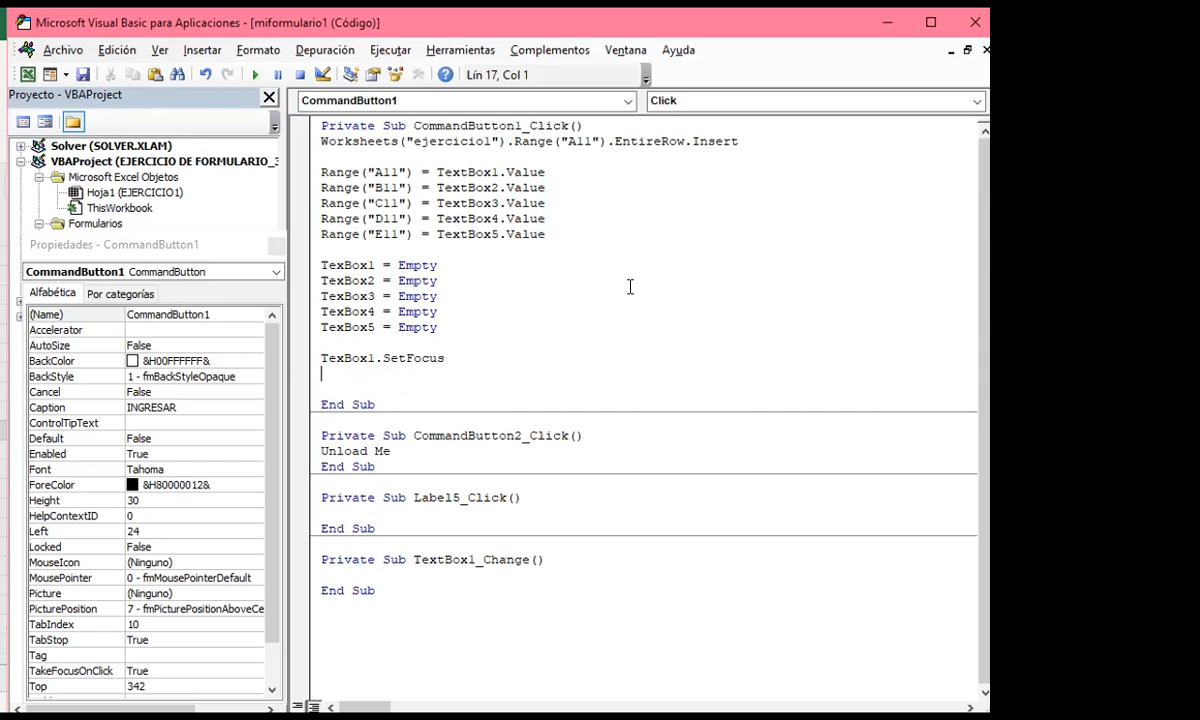 Microsoft Visual Basic para Aplicaciones - [miformulario1 (Código)]
Archivo Edición Ver Insertar Formato Depuración Ejecutar Herramientas Complementos Ventana Ayuda
Lín 17, Col 1
Proyecto - VBAProject
Solver (SOLVER.XLAM)
VBAProject (EJERCICIO DE FORMULARIO_3
Microsoft Excel Objetos
Hoja1 (EJERCICIO1)
ThisWorkbook
Formularios
Propiedades - CommandButton1
CommandButton1 CommandButton
Alfabética Por categorías
(Name) CommandButton1
Accelerator
AutoSize False
BackColor &H00FFFFFF&
BackStyle 1 - fmBackStyleOpaque
Cancel False
Caption INGRESAR
ControlTipText
Default False
Enabled True
Font Tahoma
ForeColor &H80000012&
Height 30
HelpContextID 0
Left 24
Locked False
MouseIcon (Ninguno)
MousePointer 0 - fmMousePointerDefault
Picture (Ninguno)
PicturePosition 7 - fmPicturePositionAboveCe
TabIndex 10
TabStop True
Tag
TakeFocusOnClick True
Top 342
CommandButton1 Click
Private Sub CommandButton1_Click()
Worksheets("ejercicio1").Range("A11").EntireRow.Insert
Range("A11") = TextBox1.Value
Range("B11") = TextBox2.Value
Range("C11") = TextBox3.Value
Range("D11") = TextBox4.Value
Range("E11") = TextBox5.Value
TexBox1 = Empty
TexBox2 = Empty
TexBox3 = Empty
TexBox4 = Empty
TexBox5 = Empty
TexBox1.SetFocus
End Sub
Private Sub CommandButton2_Click()
Unload Me
End Sub
Private Sub Label5_Click()
End Sub
Private Sub TextBox1_Change()
End Sub